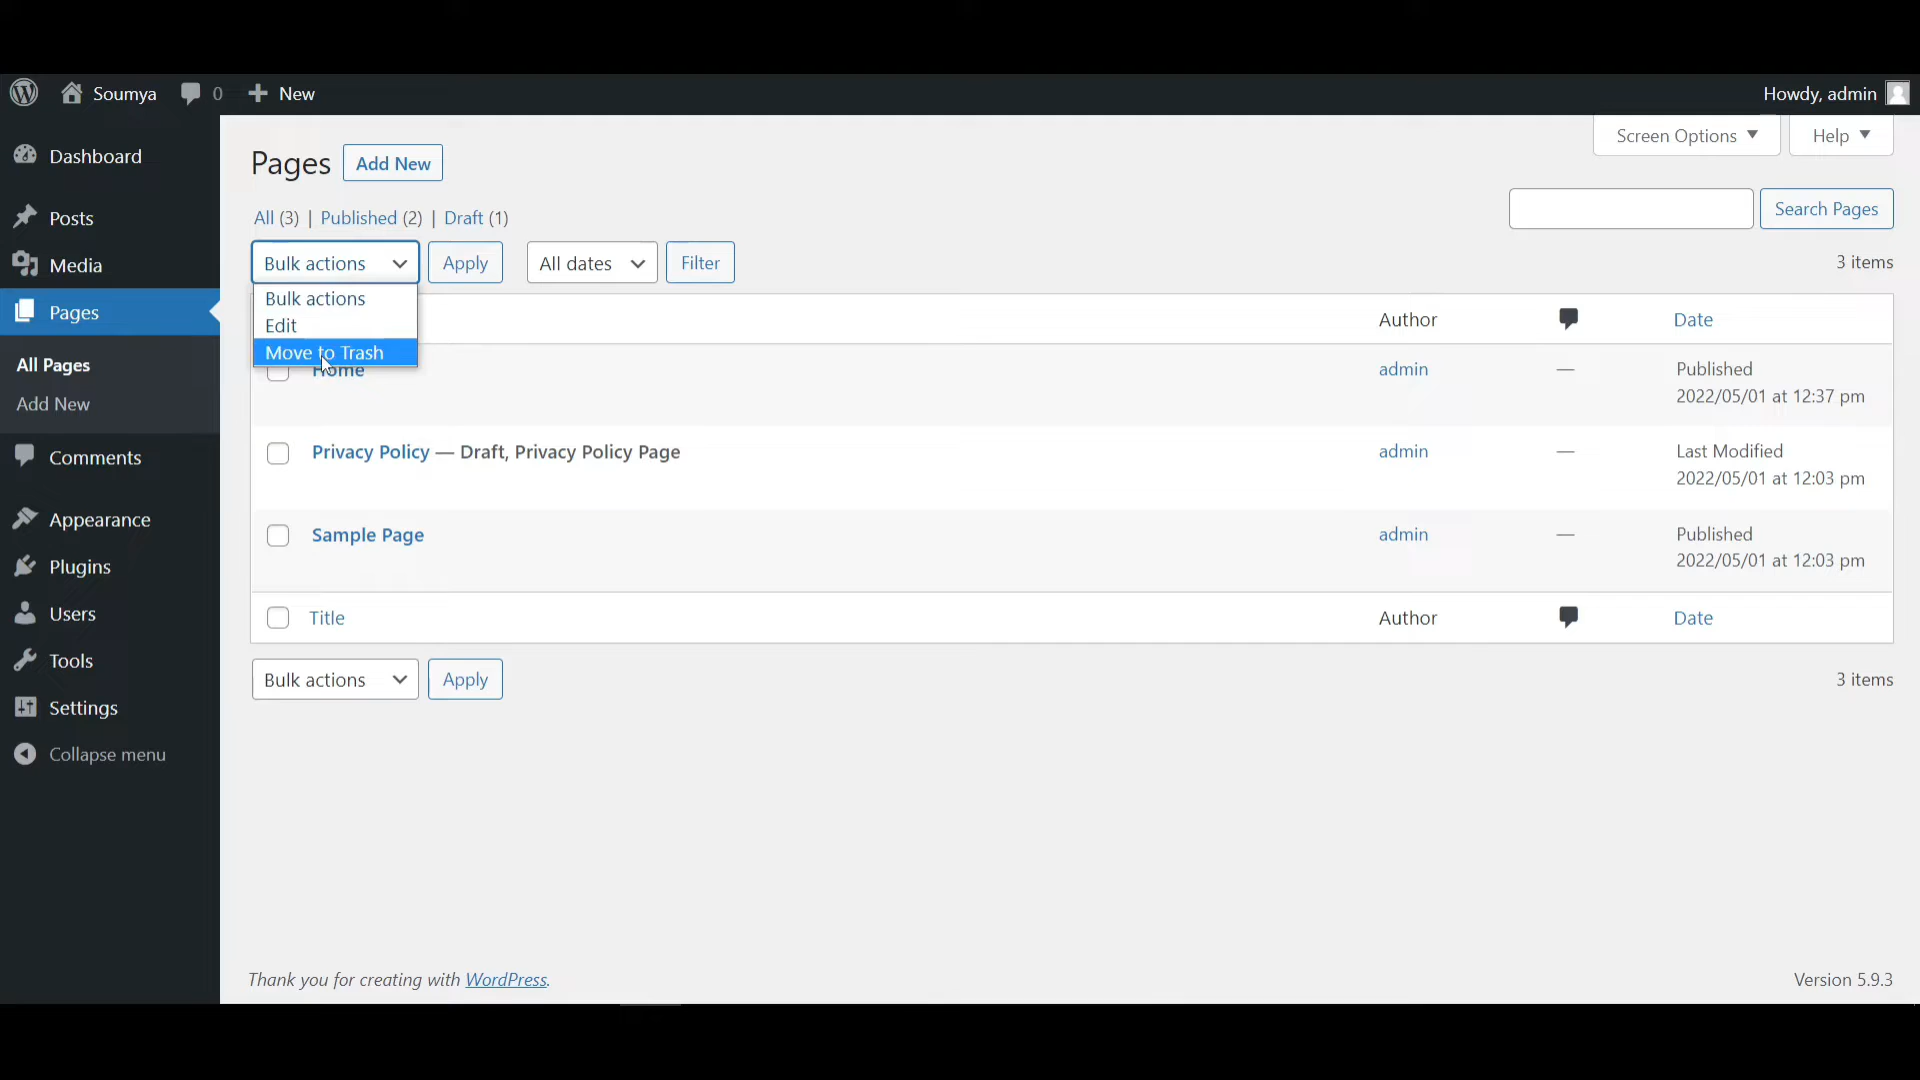 Soumya 0 New Howdy, admin
Screen Options Help
Dashboard
Posts
Media
Pages
All Pages
Add New
Comments
Appearance
Plugins
Users
Tools
Settings
Collapse menu
Pages Add New
All (3) | Published (2) | Draft (1)
Search Pages
Bulk actions Apply All dates Filter 3 items
Bulk actions
Edit
Move to Trash
Author Date
Home admin — Published
2022/05/01 at 12:37 pm
Privacy Policy — Draft, Privacy Policy Page admin — Last Modified
2022/05/01 at 12:03 pm
Sample Page admin — Published
2022/05/01 at 12:03 pm
Title Author Date
Bulk actions Apply 3 items
Thank you for creating with WordPress. Version 5.9.3